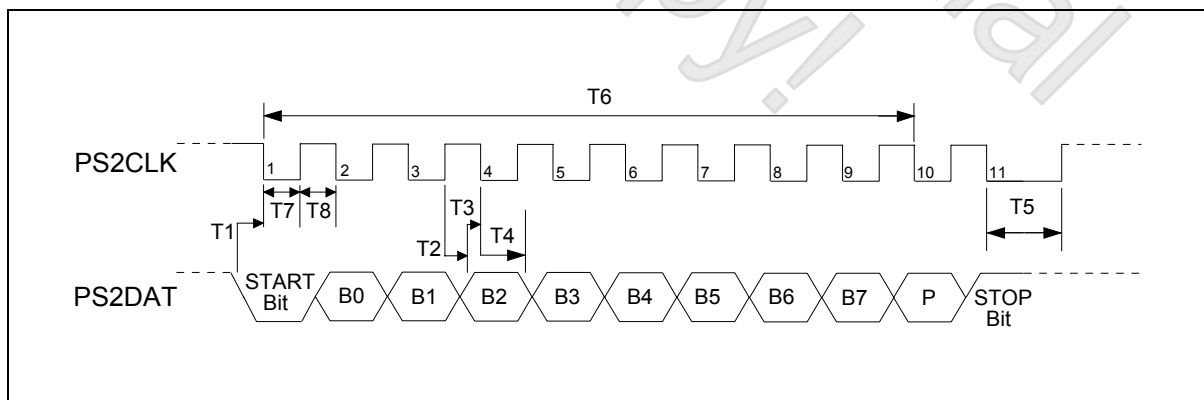 T6
PS2CLK
1 2 3 4 5 6 7 8 9 10 11
T7 T8 T3 T5
T1 T2 T4
PS2DAT
START Bit B0 B1 B2 B3 B4 B5 B6 B7 P STOP Bit